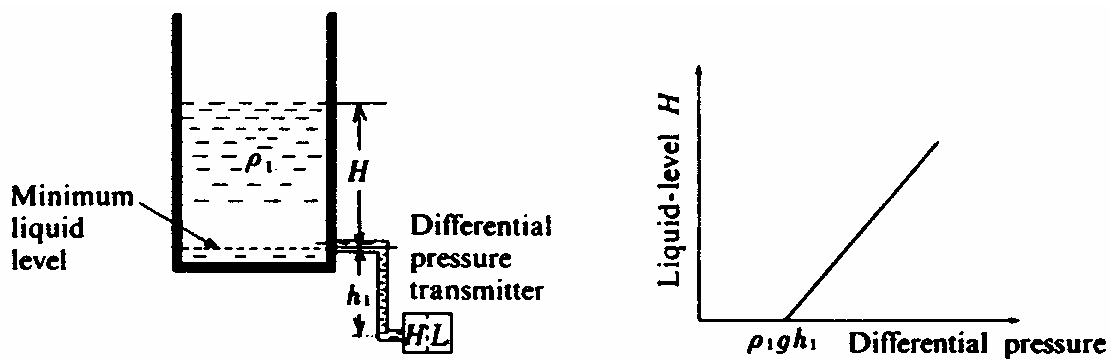 ρ₁
H
Minimum
liquid
level
Differential
pressure
transmitter
h₁
H L
Liquid-level H
ρ₁gh₁
Differential pressure